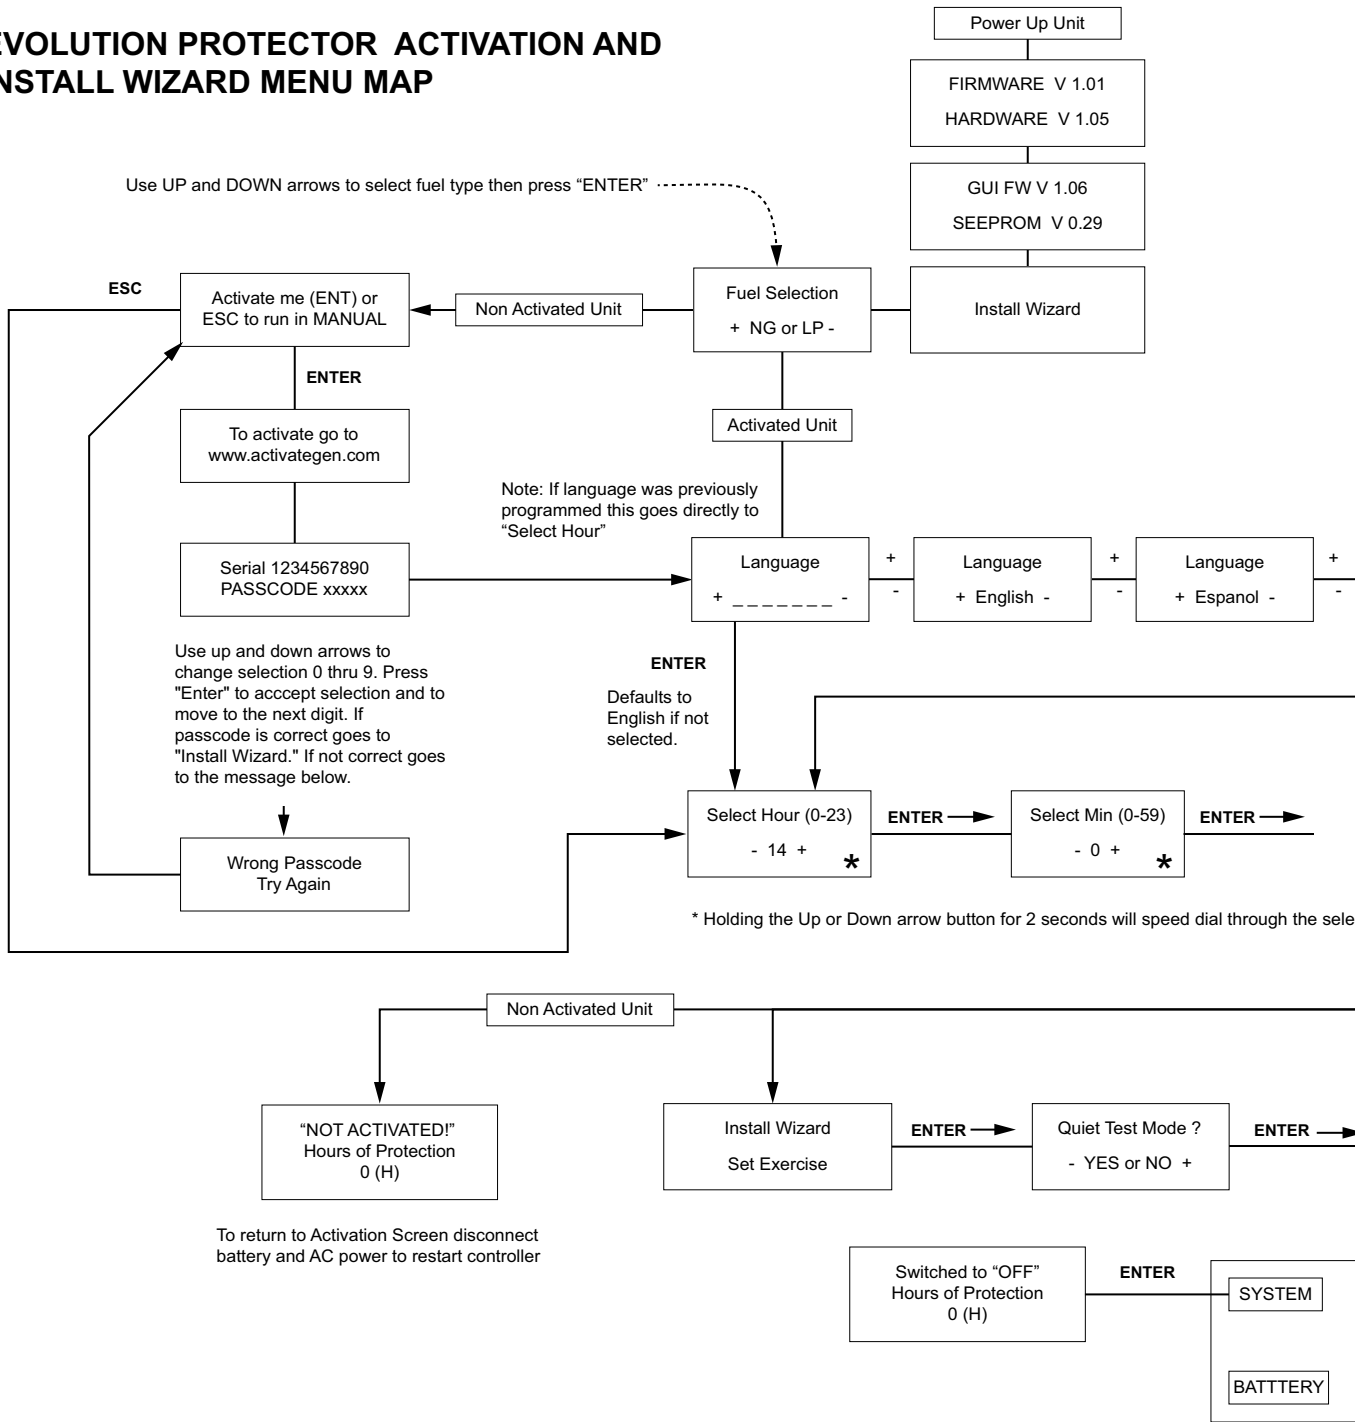 EVOLUTION PROTECTOR ACTIVATION AND
INSTALL WIZARD MENU MAP
Power Up Unit
FIRMWARE V 1.01
HARDWARE V 1.05
GUI FW V 1.06
SEEPROM V 0.29
Install Wizard
Use UP and DOWN arrows to select fuel type then press “ENTER”
Fuel Selection
+ NG or LP -
Non Activated Unit
ESC
Activate me (ENT) or
ESC to run in MANUAL
ENTER
To activate go to
www.activategen.com
Activated Unit
Note: If language was previously
programmed this goes directly to
“Select Hour”
Serial 1234567890
PASSCODE xxxxx
Language
+ _ _ _ _ _ _ _ -
+
-
Language
+ English -
+
-
Language
+ Espanol -
+
-
Use up and down arrows to
change selection 0 thru 9. Press
"Enter" to acccept selection and to
move to the next digit. If
passcode is correct goes to
"Install Wizard." If not correct goes
to the message below.
ENTER
Defaults to
English if not
selected.
Wrong Passcode
Try Again
Select Hour (0-23)
- 14 +
*
ENTER
Select Min (0-59)
- 0 +
*
ENTER
* Holding the Up or Down arrow button for 2 seconds will speed dial through the sele
Non Activated Unit
“NOT ACTIVATED!”
Hours of Protection
0 (H)
To return to Activation Screen disconnect
battery and AC power to restart controller
Install Wizard
Set Exercise
ENTER
Quiet Test Mode ?
- YES or NO +
ENTER
Switched to “OFF”
Hours of Protection
0 (H)
ENTER
SYSTEM
BATTTERY